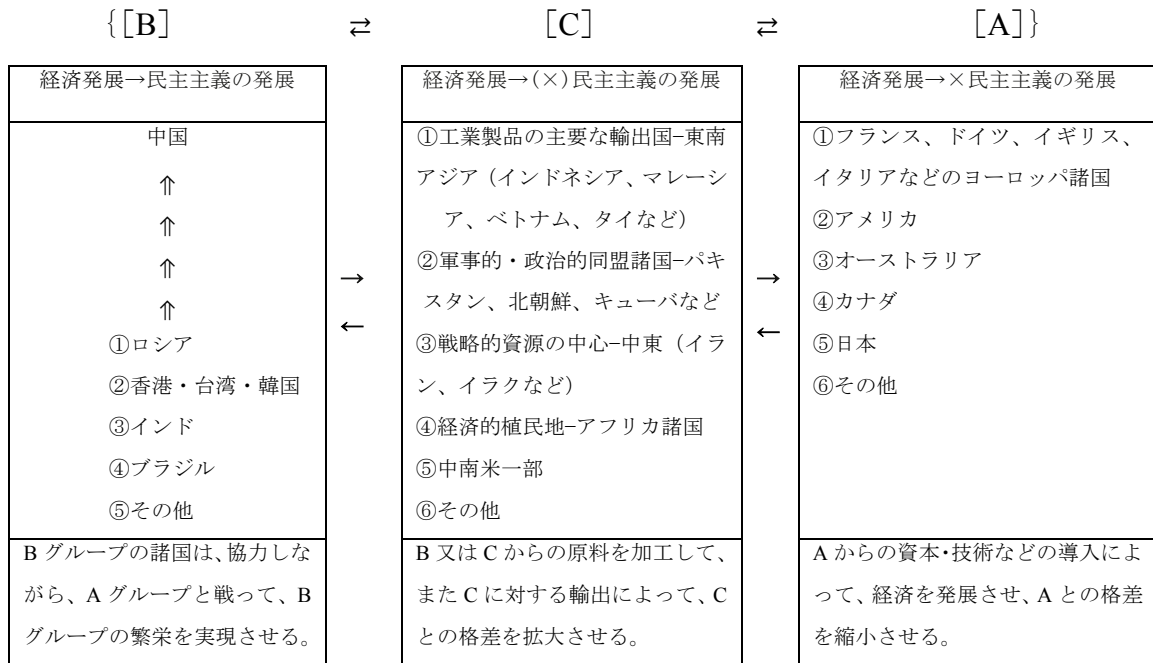 {[B] ⇄ [C] ⇄ [A]}
経済発展→民主主義の発展
中国
⇑
⇑
⇑
⇑
①ロシア
②香港・台湾・韓国
③インド
④ブラジル
⑤その他
B グループの諸国は、協力しな
がら、A グループと戦って、B
グループの繁栄を実現させる。
→
←
経済発展→(×)民主主義の発展
①工業製品の主要な輸出国−東南
アジア（インドネシア、マレーシ
ア、ベトナム、タイなど）
②軍事的・政治的同盟諸国−パキ
スタン、北朝鮮、キューバなど
③戦略的資源の中心−中東（イラ
ン、イラクなど）
④経済的植民地−アフリカ諸国
⑤中南米一部
⑥その他
B 又は C からの原料を加工して、
また C に対する輸出によって、C
との格差を拡大させる。
→
←
経済発展→×民主主義の発展
①フランス、ドイツ、イギリス、
イタリアなどのヨーロッパ諸国
②アメリカ
③オーストラリア
④カナダ
⑤日本
⑥その他
A からの資本・技術などの導入によ
って、経済を発展させ、A との格差
を縮小させる。